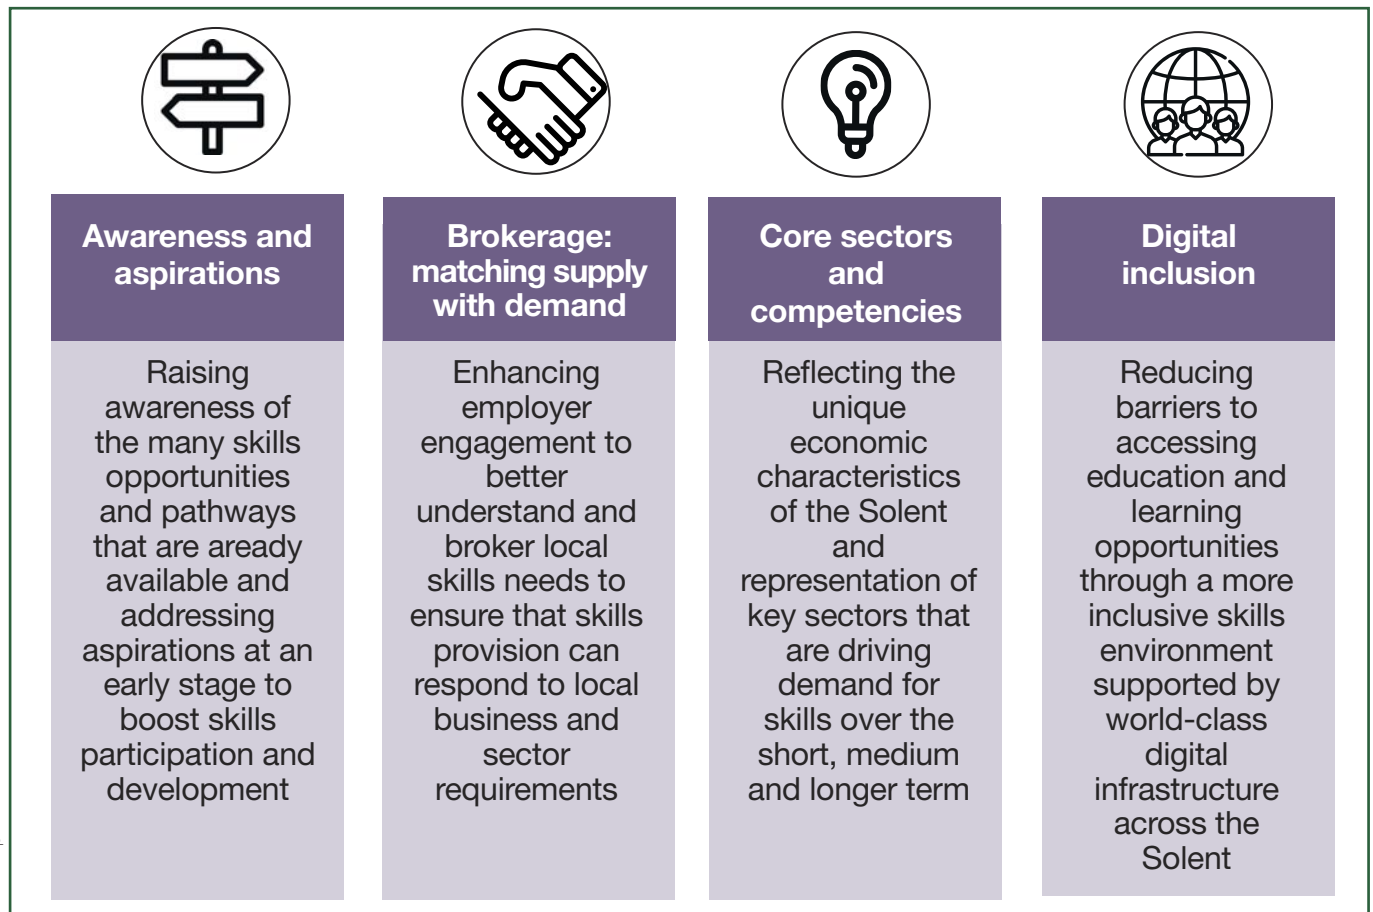 Awareness and
aspirations
Raising
awareness of
the many skills
opportunities
and pathways
that are aready
available and
addressing
aspirations at an
early stage to
boost skills
participation and
development
Brokerage:
matching supply
with demand
Enhancing
employer
engagement to
better
understand and
broker local
skills needs to
ensure that skills
provision can
respond to local
business and
sector
requirements
Core sectors
and
competencies
Reflecting the
unique
economic
characteristics
of the Solent
and
representation of
key sectors that
are driving
demand for
skills over the
short, medium
and longer term
Digital
inclusion
Reducing
barriers to
accessing
education and
learning
opportunities
through a more
inclusive skills
environment
supported by
world-class
digital
infrastructure
across the
Solent